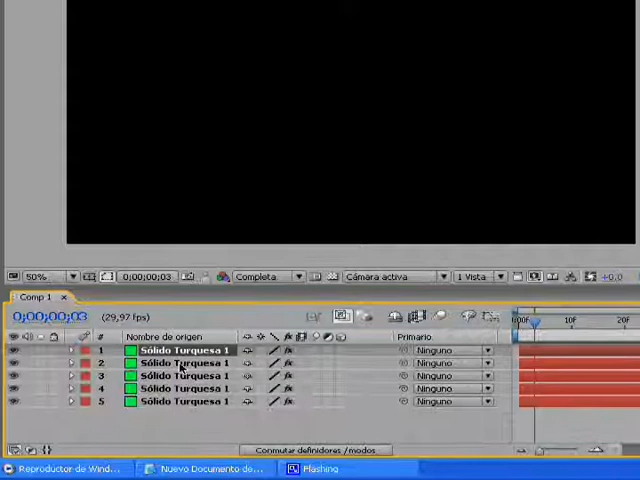 50% 0;00;00;03 Completa Cámara activa 1 Vista +0,0
Comp 1 ×
0;00;00;03 (29,97 fps)
# Nombre de origen Primario :00F 10F 20F
1 Sólido Turquesa 1 Ninguno
2 Sólido Turquesa 1 Ninguno
3 Sólido Turquesa 1 Ninguno
4 Sólido Turquesa 1 Ninguno
5 Sólido Turquesa 1 Ninguno
Conmutar definidores /modos
Reproductor de Wind... Nuevo Documento de... Flashing